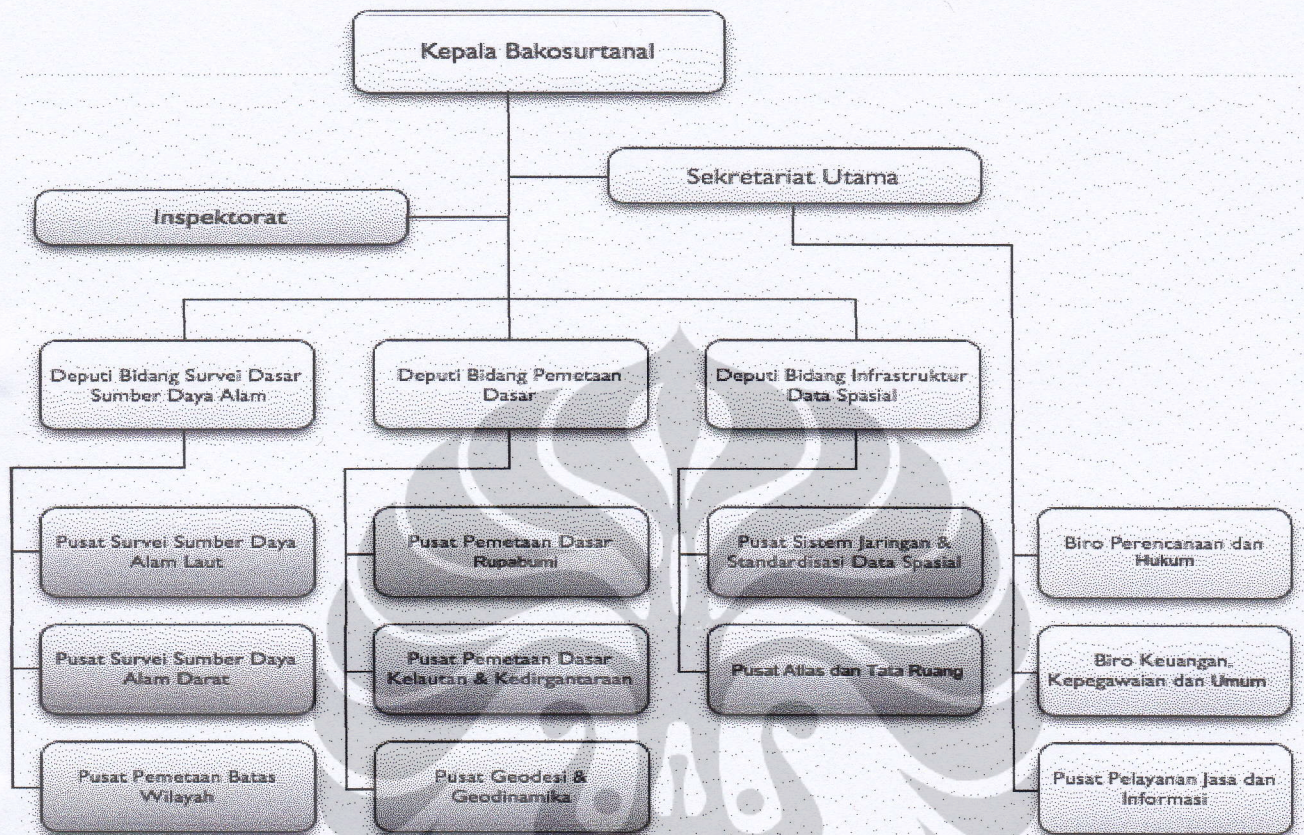 Kepala Bakosurtanal
Sekretariat Utama
Inspektorat
Deputi Bidang Survei Dasar
Sumber Daya Alam
Deputi Bidang Pemetaan
Dasar
Deputi Bidang Infrastruktur
Data Spasial
Pusat Survei Sumber Daya
Alam Laut
Pusat Pemetaan Dasar
Rupabumi
Pusat Sistem Jaringan &
Standardisasi Data Spasial
Biro Perencanaan dan
Hukum
Pusat Survei Sumber Daya
Alam Darat
Pusat Pemetaan Dasar
Kelautan & Kedirgantaraan
Pusat Atlas dan Tata Ruang
Biro Keuangan,
Kepegawaian dan Umum
Pusat Pemetaan Batas
Wilayah
Pusat Geodesi &
Geodinamika
Pusat Pelayanan Jasa dan
Informasi